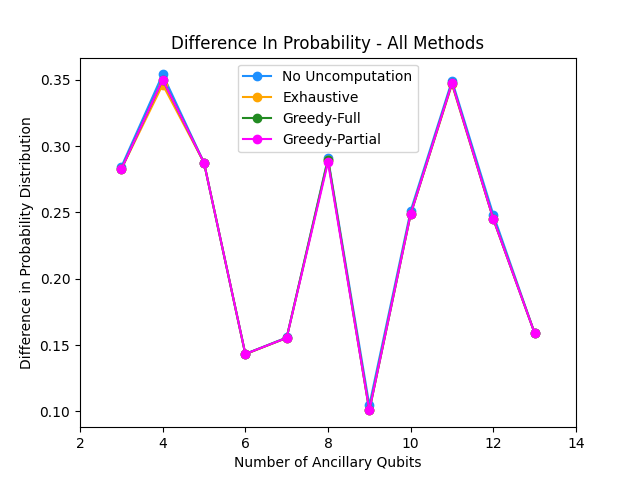 Difference In Probability - All Methods
No Uncomputation
Exhaustive
Greedy-Full
Greedy-Partial
Difference in Probability Distribution
0.35
0.30
0.25
0.20
0.15
0.10
2 4 6 8 10 12 14
Number of Ancillary Qubits